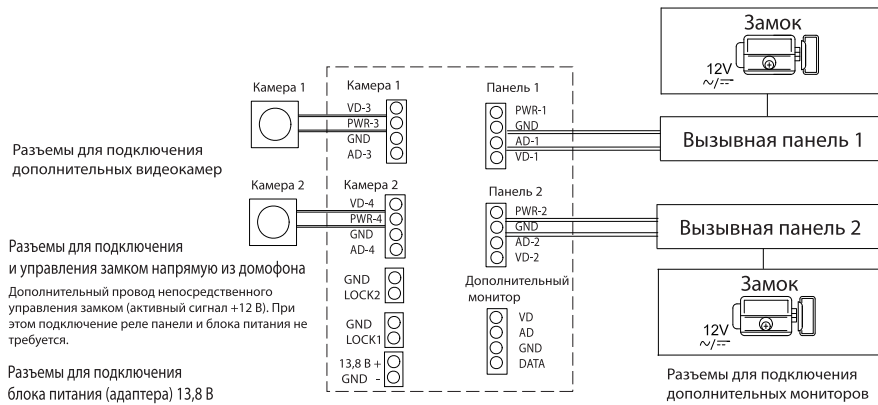 Замок
12V
~/⎓
Вызывная панель 1
Камера 1
Камера 1
VD-3
PWR-3
GND
AD-3
Панель 1
PWR-1
GND
AD-1
VD-1
Разъемы для подключения
дополнительных видеокамер
Камера 2
Камера 2
VD-4
PWR-4
GND
AD-4
Панель 2
PWR-2
GND
AD-2
VD-2
Вызывная панель 2
Разъемы для подключения
и управления замком напрямую из домофона
Дополнительный провод непосредственного
управления замком (активный сигнал +12 В). При
этом подключение реле панели и блока питания не
требуется.
GND
LOCK2
GND
LOCK1
Дополнительный
монитор
VD
AD
GND
DATA
Замок
12V
~/⎓
Разъемы для подключения
блока питания (адаптера) 13,8 В
13,8 В +
GND -
Разъемы для подключения
дополнительных мониторов